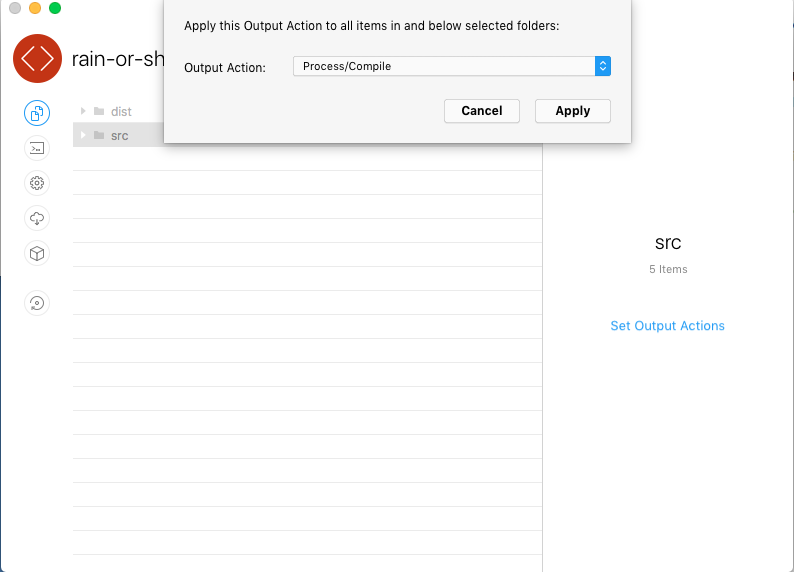 Apply this Output Action to all items in and below selected folders:
Output Action: Process/Compile
Cancel Apply
rain-or-sh
dist
src
src
5 Items
Set Output Actions